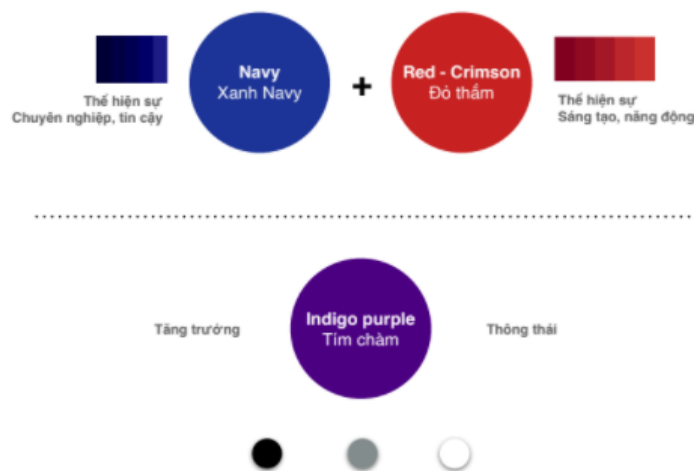 Navy
Xanh Navy
Thể hiện sự
Chuyên nghiệp, tin cậy
+
Red - Crimson
Đỏ thắm
Thể hiện sự
Sáng tạo, năng động
Tăng trưởng
Indigo purple
Tím chàm
Thông thái